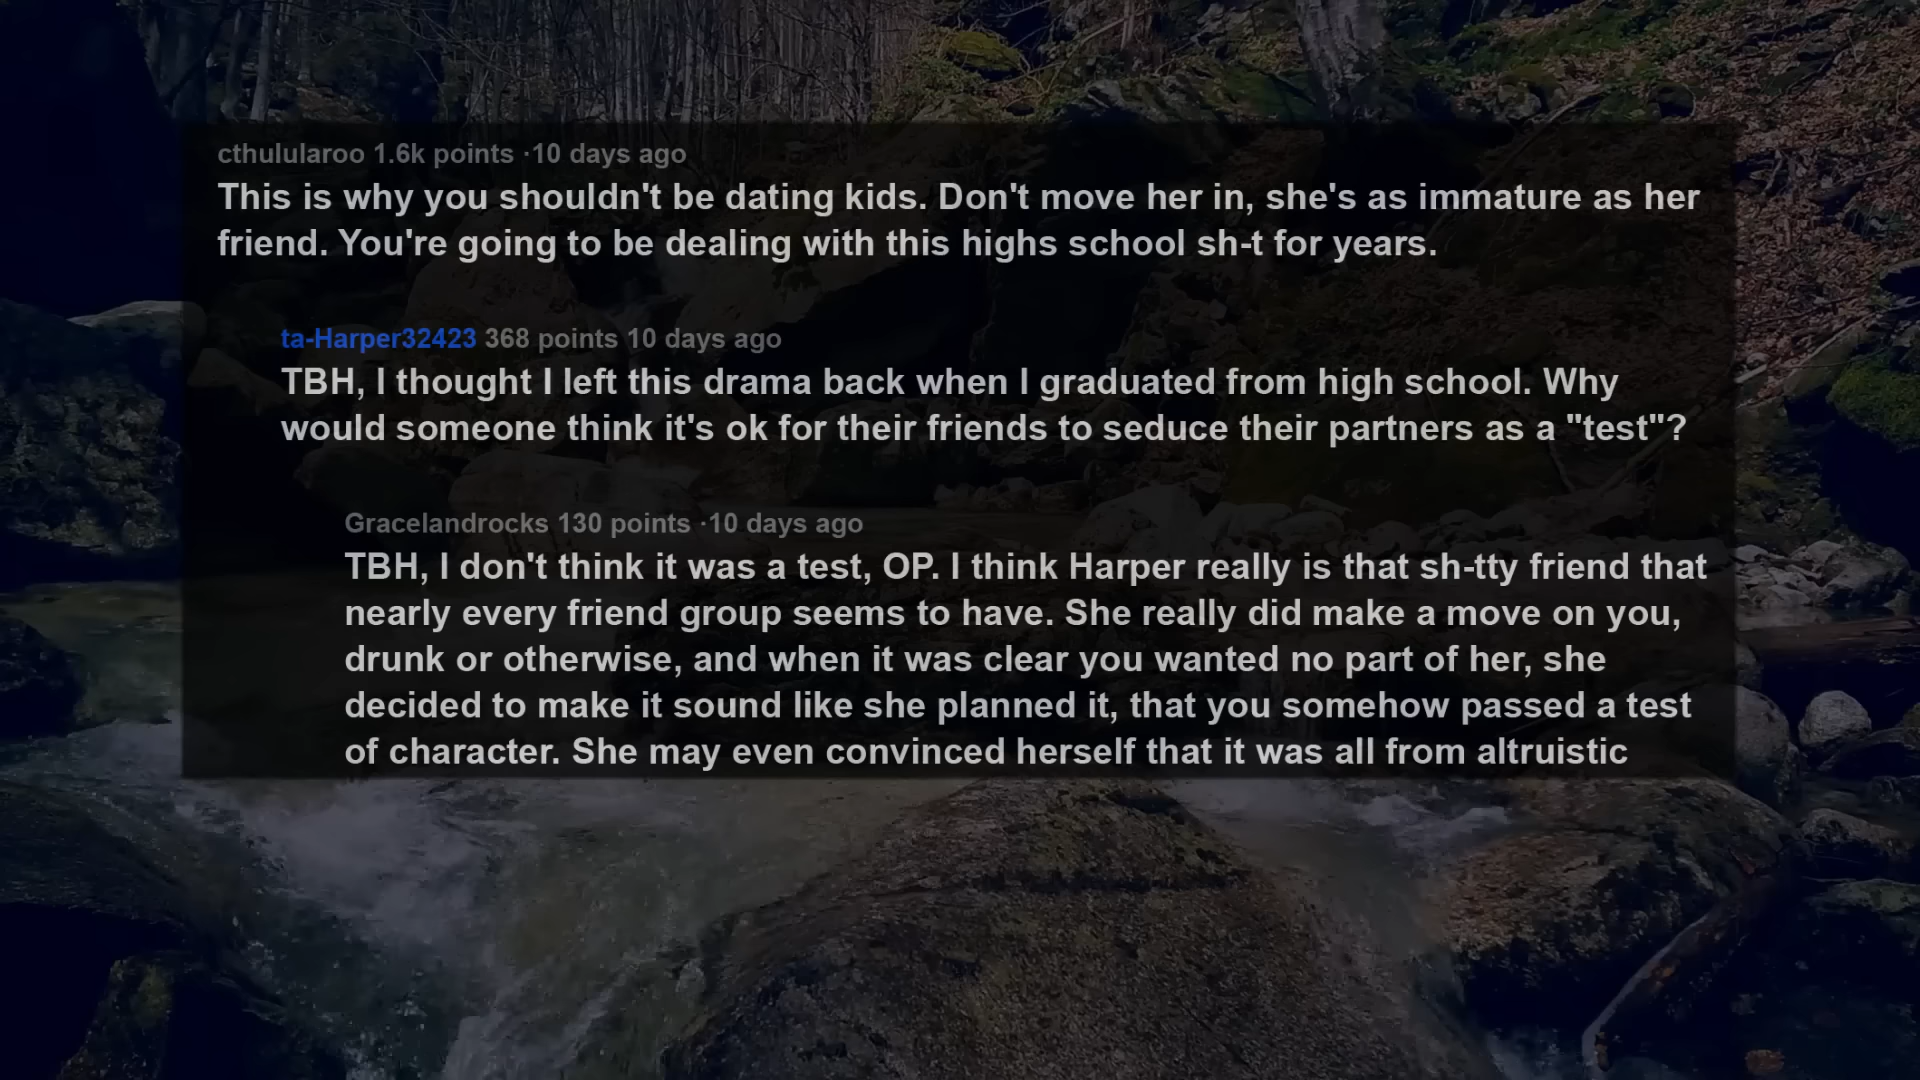 cthulularoo 1.6k points ·10 days ago
This is why you shouldn't be dating kids. Don't move her in, she's as immature as her
friend. You're going to be dealing with this highs school sh-t for years.
ta-Harper32423 368 points 10 days ago
TBH, I thought I left this drama back when I graduated from high school. Why
would someone think it's ok for their friends to seduce their partners as a "test"?
Gracelandrocks 130 points ·10 days ago
TBH, I don't think it was a test, OP. I think Harper really is that sh-tty friend that
nearly every friend group seems to have. She really did make a move on you,
drunk or otherwise, and when it was clear you wanted no part of her, she
decided to make it sound like she planned it, that you somehow passed a test
of character. She may even convinced herself that it was all from altruistic